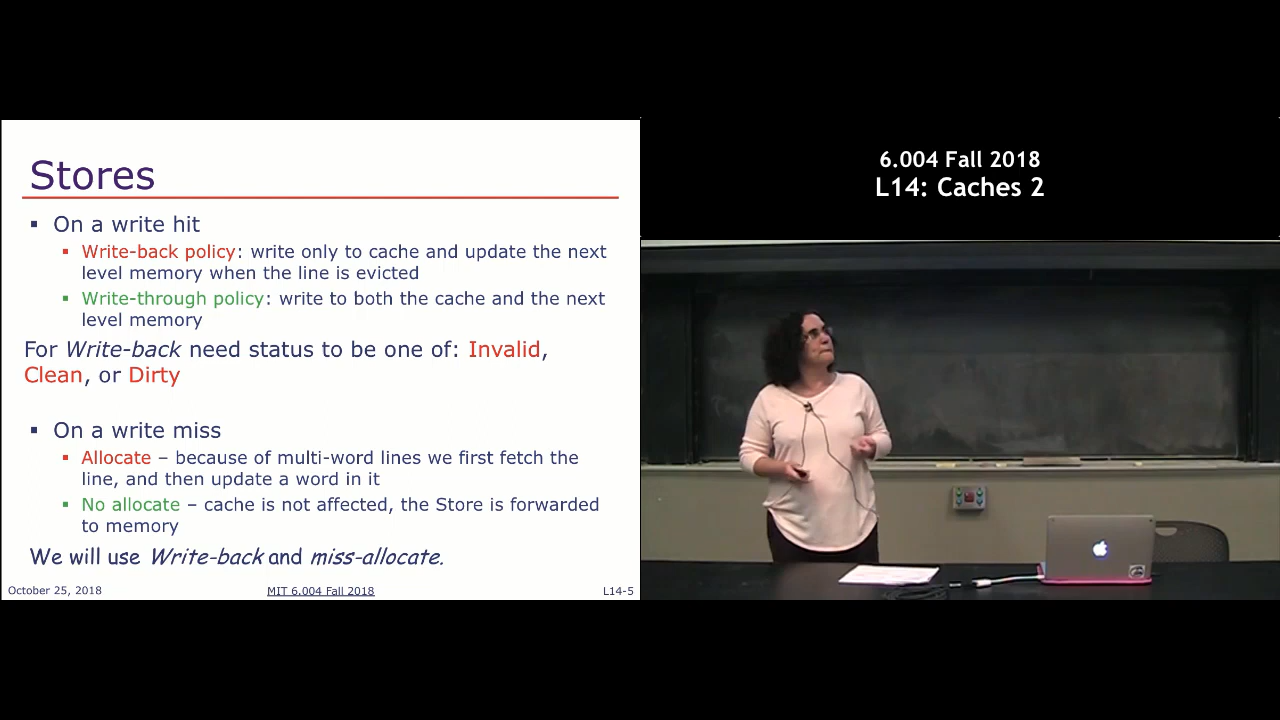 Stores
▪ On a write hit
▪ Write-back policy: write only to cache and update the next
level memory when the line is evicted
▪ Write-through policy: write to both the cache and the next
level memory
For Write-back need status to be one of: Invalid,
Clean, or Dirty
▪ On a write miss
▪ Allocate – because of multi-word lines we first fetch the
line, and then update a word in it
▪ No allocate – cache is not affected, the Store is forwarded
to memory
We will use Write-back and miss-allocate.
October 25, 2018
MIT 6.004 Fall 2018
L14-5
6.004 Fall 2018
L14: Caches 2